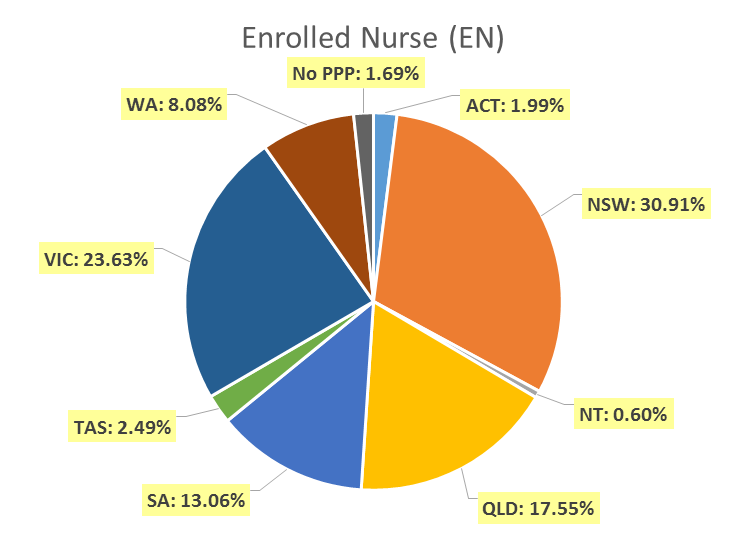 Enrolled Nurse (EN)
No PPP: 1.69%
WA: 8.08%
ACT: 1.99%
NSW: 30.91%
VIC: 23.63%
NT: 0.60%
TAS: 2.49%
SA: 13.06%
QLD: 17.55%